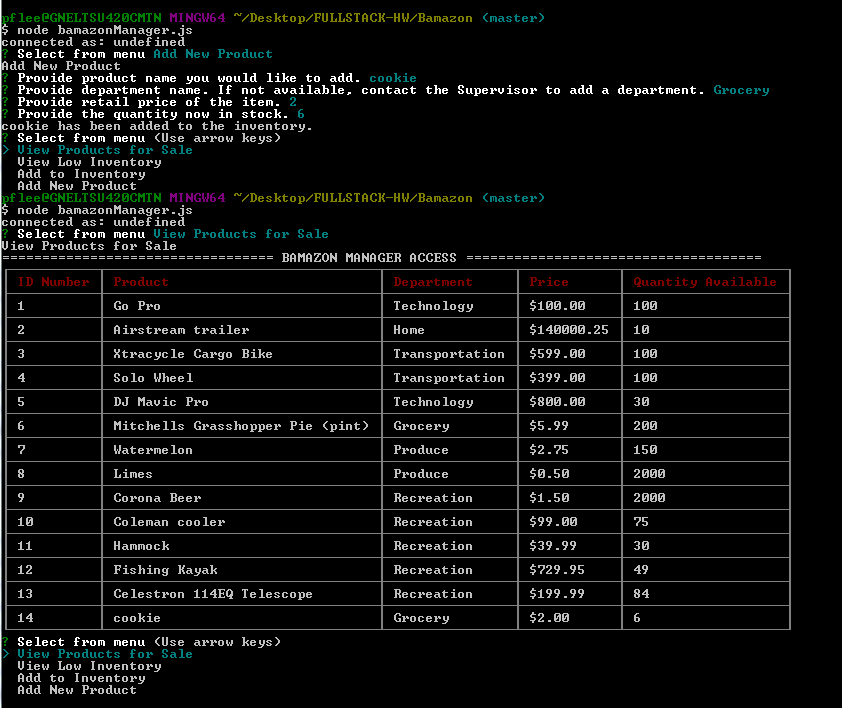 pflee@GNELTSU420CMTN MINGW64 ~/Desktop/FULLSTACK-HW/Bamazon (master)
$ node bamazonManager.js
connected as: undefined
? Select from menu Add New Product
Add New Product
? Provide product name you would like to add. cookie
? Provide department name. If not available, contact the Supervisor to add a department. Grocery
? Provide retail price of the item. 2
? Provide the quantity now in stock. 6
cookie has been added to the inventory.
? Select from menu (Use arrow keys)
> View Products for Sale
View Low Inventory
Add to Inventory
Add New Product
pflee@GNELTSU420CMTN MINGW64 ~/Desktop/FULLSTACK-HW/Bamazon (master)
$ node bamazonManager.js
connected as: undefined
? Select from menu View Products for Sale
View Products for Sale
================================== BAMAZON MANAGER ACCESS =====================================
ID Number Product Department Price Quantity Available
1 Go Pro Technology $100.00 100
2 Airstream trailer Home $140000.25 10
3 Xtracycle Cargo Bike Transportation $599.00 100
4 Solo Wheel Transportation $399.00 100
5 DJ Mavic Pro Technology $800.00 30
6 Mitchells Grasshopper Pie (pint) Grocery $5.99 200
7 Watermelon Produce $2.75 150
8 Limes Produce $0.50 2000
9 Corona Beer Recreation $1.50 2000
10 Coleman cooler Recreation $99.00 75
11 Hammock Recreation $39.99 30
12 Fishing Kayak Recreation $729.95 49
13 Celestron 114EQ Telescope Recreation $199.99 84
14 cookie Grocery $2.00 6
? Select from menu (Use arrow keys)
> View Products for Sale
View Low Inventory
Add to Inventory
Add New Product